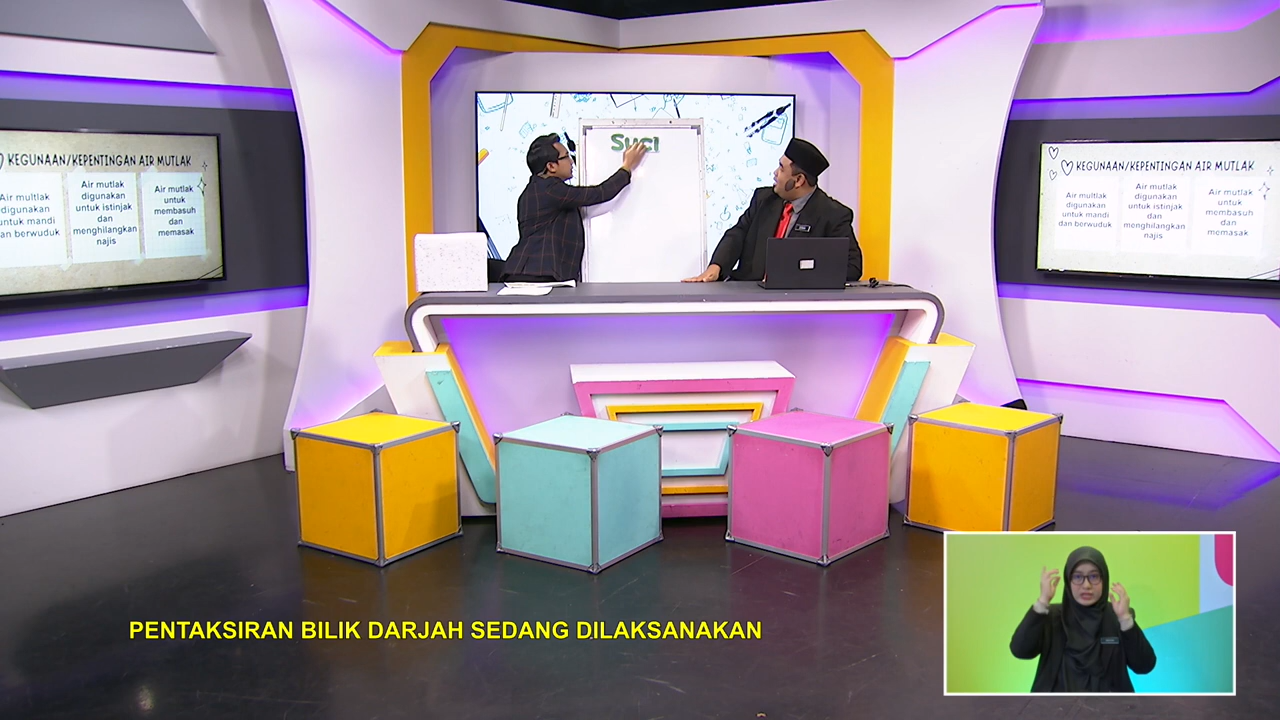 KEGUNAAN/KEPENTINGAN AIR MUTLAK
Air multlak
digunakan
untuk mandi
dan berwuduk
Air mutlak
digunakan
untuk istinjak
dan
menghilangkan
najis
Air mutlak
untuk
membasuh
dan
memasak
Suci
KEGUNAAN/KEPENTINGAN AIR MUTLAK
Air multlak
digunakan
untuk mandi
dan berwuduk
Air mutlak
digunakan
untuk istinjak
dan
menghilangkan
najis
Air mutlak
untuk
membasuh
dan
memasak
PENTAKSIRAN BILIK DARJAH SEDANG DILAKSANAKAN